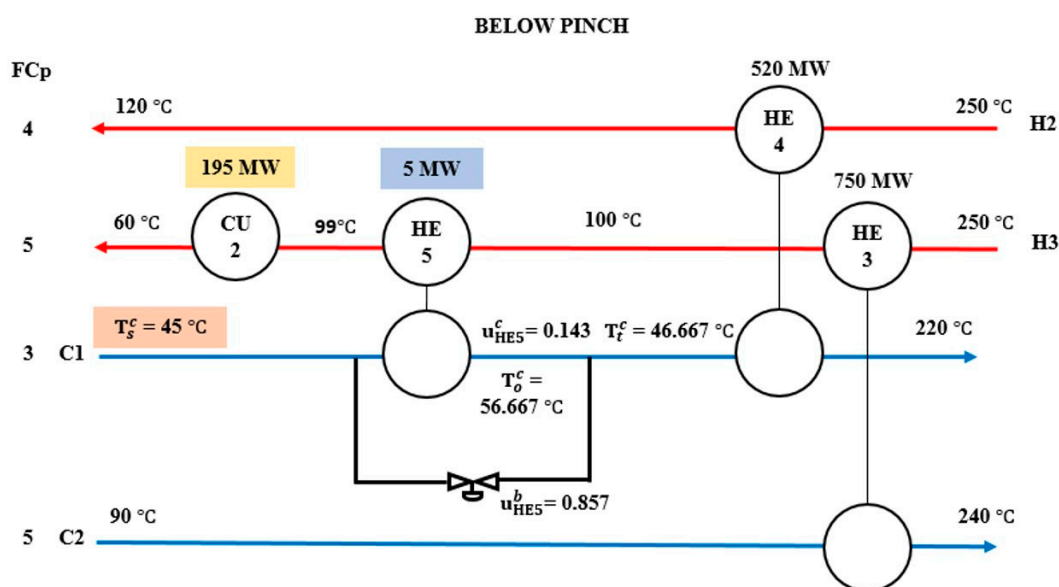 BELOW PINCH
FCp
520 MW
4
120 °C
HE
4
250 °C
H2
195 MW
5 MW
750 MW
5
60 °C
CU
2
99°C
HE
5
100 °C
HE
3
250 °C
H3
3 C1
T_s^c = 45 °C
u_HE5^c = 0.143
T_t^c = 46.667 °C
220 °C
T_o^c =
56.667 °C
u_HE5^b = 0.857
5 C2
90 °C
240 °C